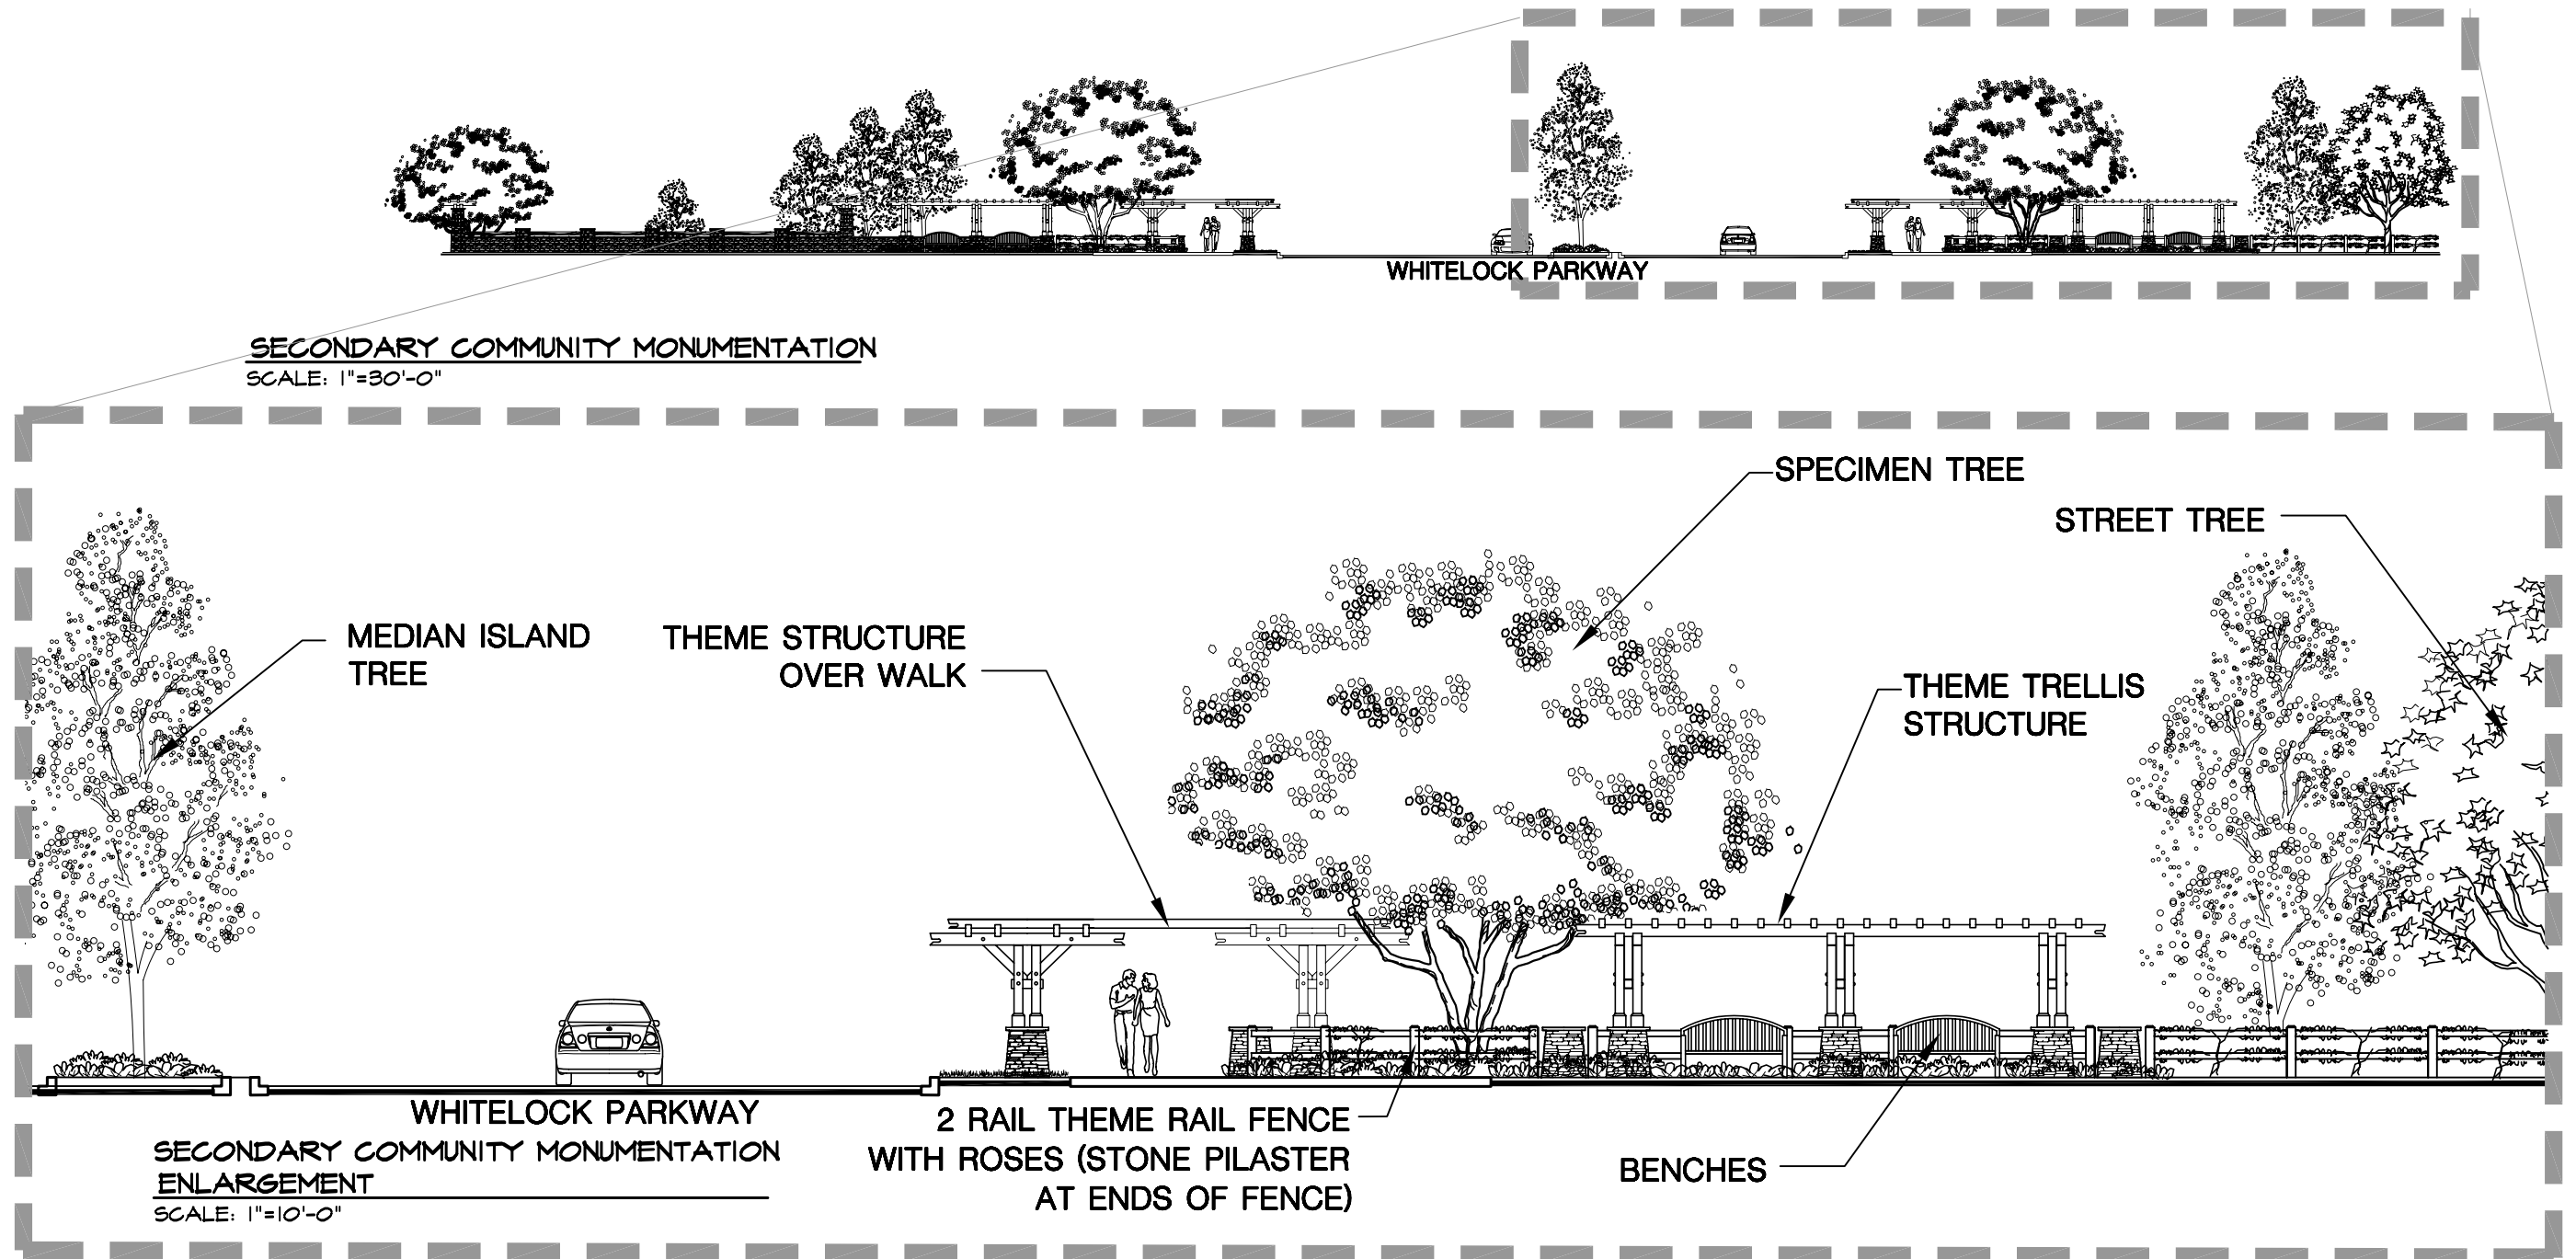 WHITELOCK PARKWAY
SECONDARY COMMUNITY MONUMENTATION
SCALE: 1"=30'-0"
SPECIMEN TREE
STREET TREE
MEDIAN ISLAND
TREE
THEME STRUCTURE
OVER WALK
THEME TRELLIS
STRUCTURE
WHITELOCK PARKWAY
2 RAIL THEME RAIL FENCE
WITH ROSES (STONE PILASTER
AT ENDS OF FENCE)
BENCHES
SECONDARY COMMUNITY MONUMENTATION
ENLARGEMENT
SCALE: 1"=10'-0"